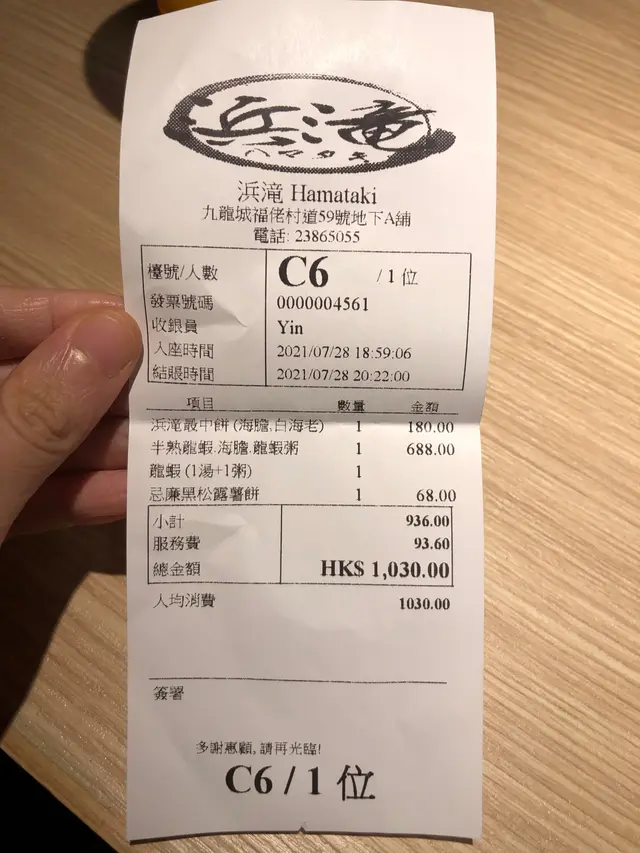 浜滝
ハマタキ
浜滝 Hamataki
九龍城福佬村道59號地下A舖
電話: 23865055
檯號/人數 C6 / 1 位
發票號碼 0000004561
收銀員 Yin
入座時間 2021/07/28 18:59:06
結賬時間 2021/07/28 20:22:00
項目 數量 金額
浜滝最中餅 (海膽,白海老) 1 180.00
半熟龍蝦.海膽.龍蝦粥 1 688.00
龍蝦 (1湯+1粥) 1
忌廉黑松露薯餅 1 68.00
小計 936.00
服務費 93.60
總金額 HK$ 1,030.00
人均消費 1030.00
簽署
多謝惠顧, 請再光臨!
C6 / 1 位